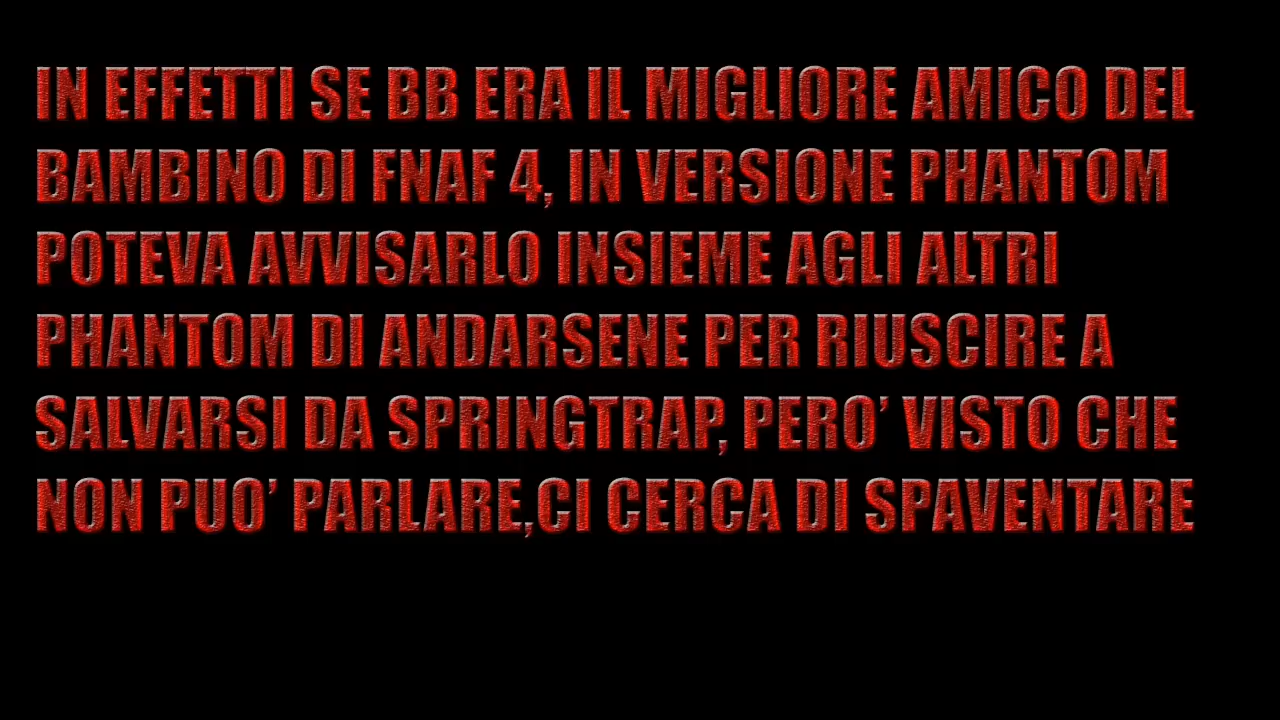 IN EFFETTI SE BB ERA IL MIGLIORE AMICO DEL
BAMBINO DI FNAF 4, IN VERSIONE PHANTOM
POTEVA AVVISARLO INSIEME AGLI ALTRI
PHANTOM DI ANDARSENE PER RIUSCIRE A
SALVARSI DA SPRINGTRAP, PERO’ VISTO CHE
NON PUO’ PARLARE,CI CERCA DI SPAVENTARE